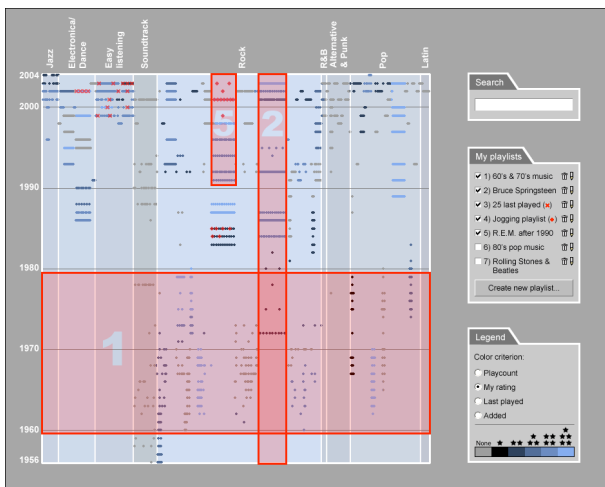 Jazz
Electronica/
Dance
Easy
listening
Soundtrack
Rock
R&B
Alternative
& Punk
Pop
Latin
2004
2000
1990
1980
1970
1960
1956
5
2
1
Search
My playlists
1) 60's & 70's music
2) Bruce Springsteen
3) 25 last played (×)
4) Jogging playlist (•)
5) R.E.M. after 1990
6) 80's pop music
7) Rolling Stones &
Beatles
Create new playlist...
Legend
Color criterion:
Playcount
My rating
Last played
Added
None ★ ★★ ★★★ ★★★★ ★★★★★